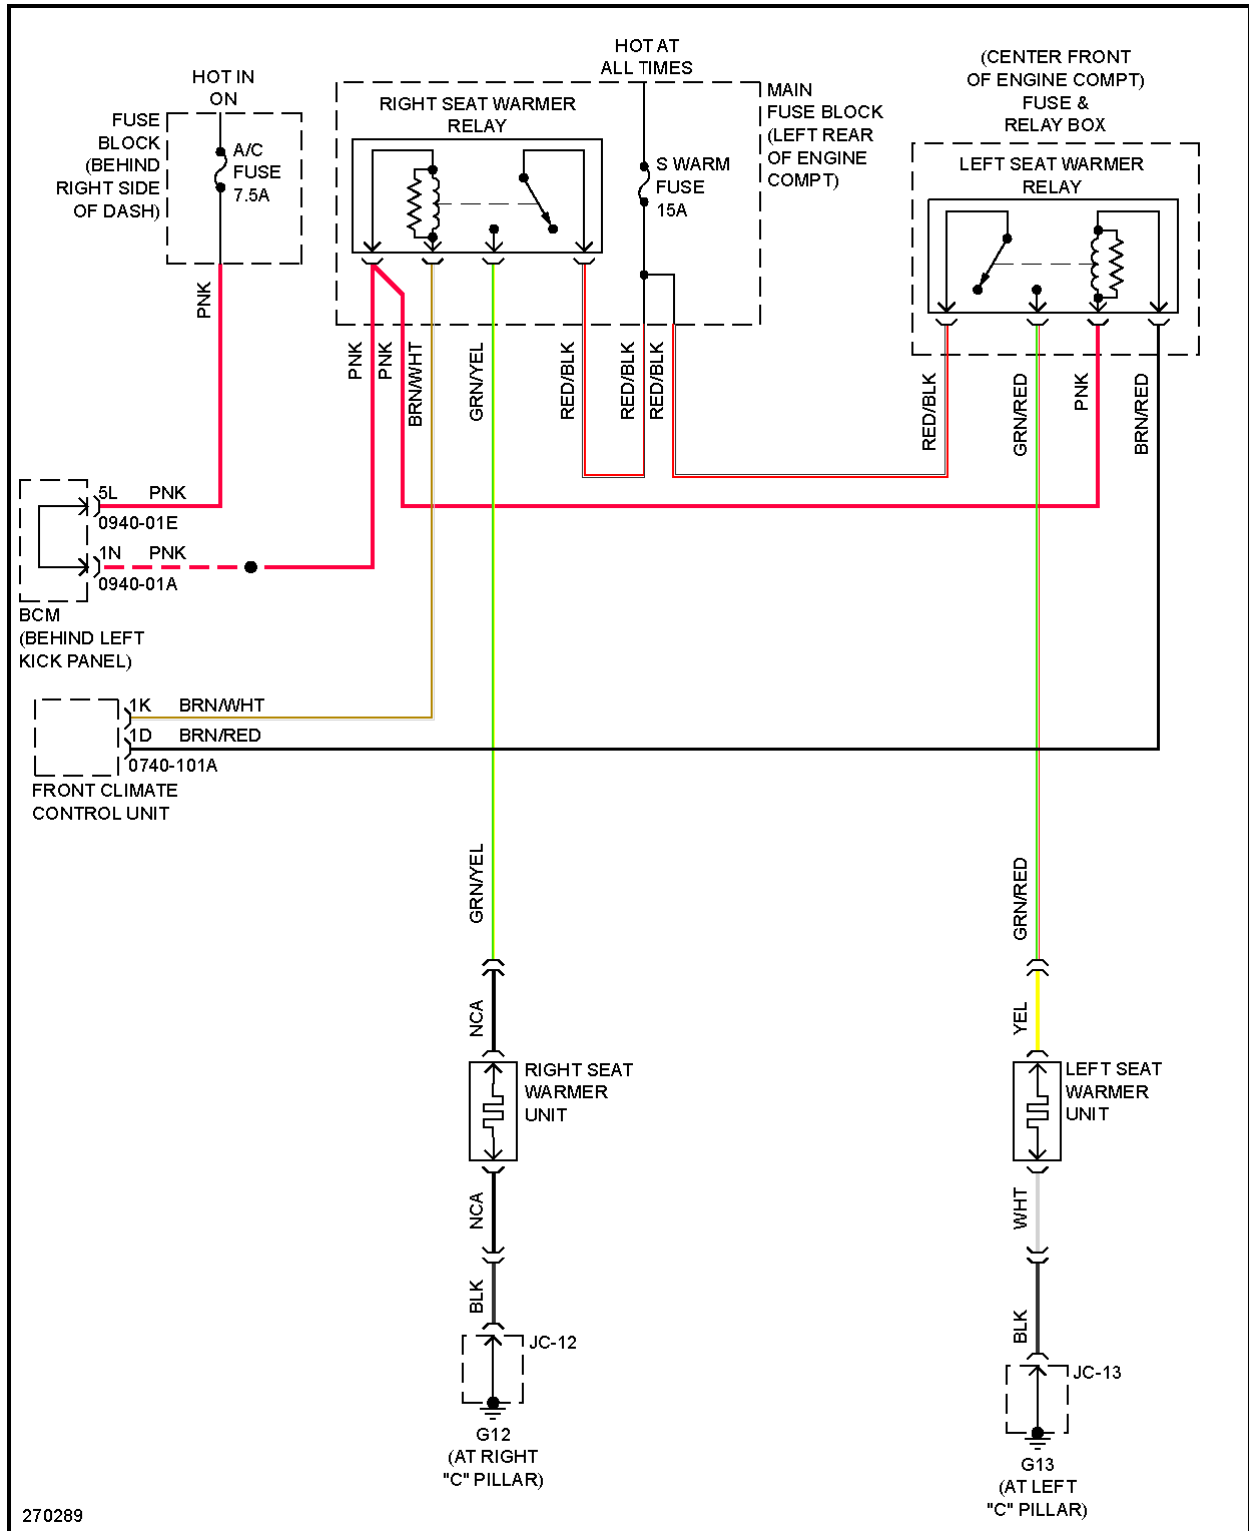 HOT AT
ALL TIMES
(CENTER FRONT
OF ENGINE COMPT)
FUSE &
RELAY BOX
HOT IN
ON
FUSE
BLOCK
(BEHIND
RIGHT SIDE
OF DASH)
A/C
FUSE
7.5A
RIGHT SEAT WARMER
RELAY
S WARM
FUSE
15A
MAIN
FUSE BLOCK
(LEFT REAR
OF ENGINE
COMPT)
LEFT SEAT WARMER
RELAY
PNK
PNK
PNK
BRN/WHT
GRN/YEL
RED/BLK
RED/BLK
RED/BLK
RED/BLK
GRN/RED
PNK
BRN/RED
5L PNK
0940-01E
1N PNK
0940-01A
BCM
(BEHIND LEFT
KICK PANEL)
1K BRN/WHT
1D BRN/RED
0740-101A
FRONT CLIMATE
CONTROL UNIT
GRN/YEL
GRN/RED
NCA
YEL
RIGHT SEAT
WARMER
UNIT
LEFT SEAT
WARMER
UNIT
NCA
WHT
BLK
BLK
JC-12
JC-13
G12
(AT RIGHT
"C" PILLAR)
G13
(AT LEFT
"C" PILLAR)
270289